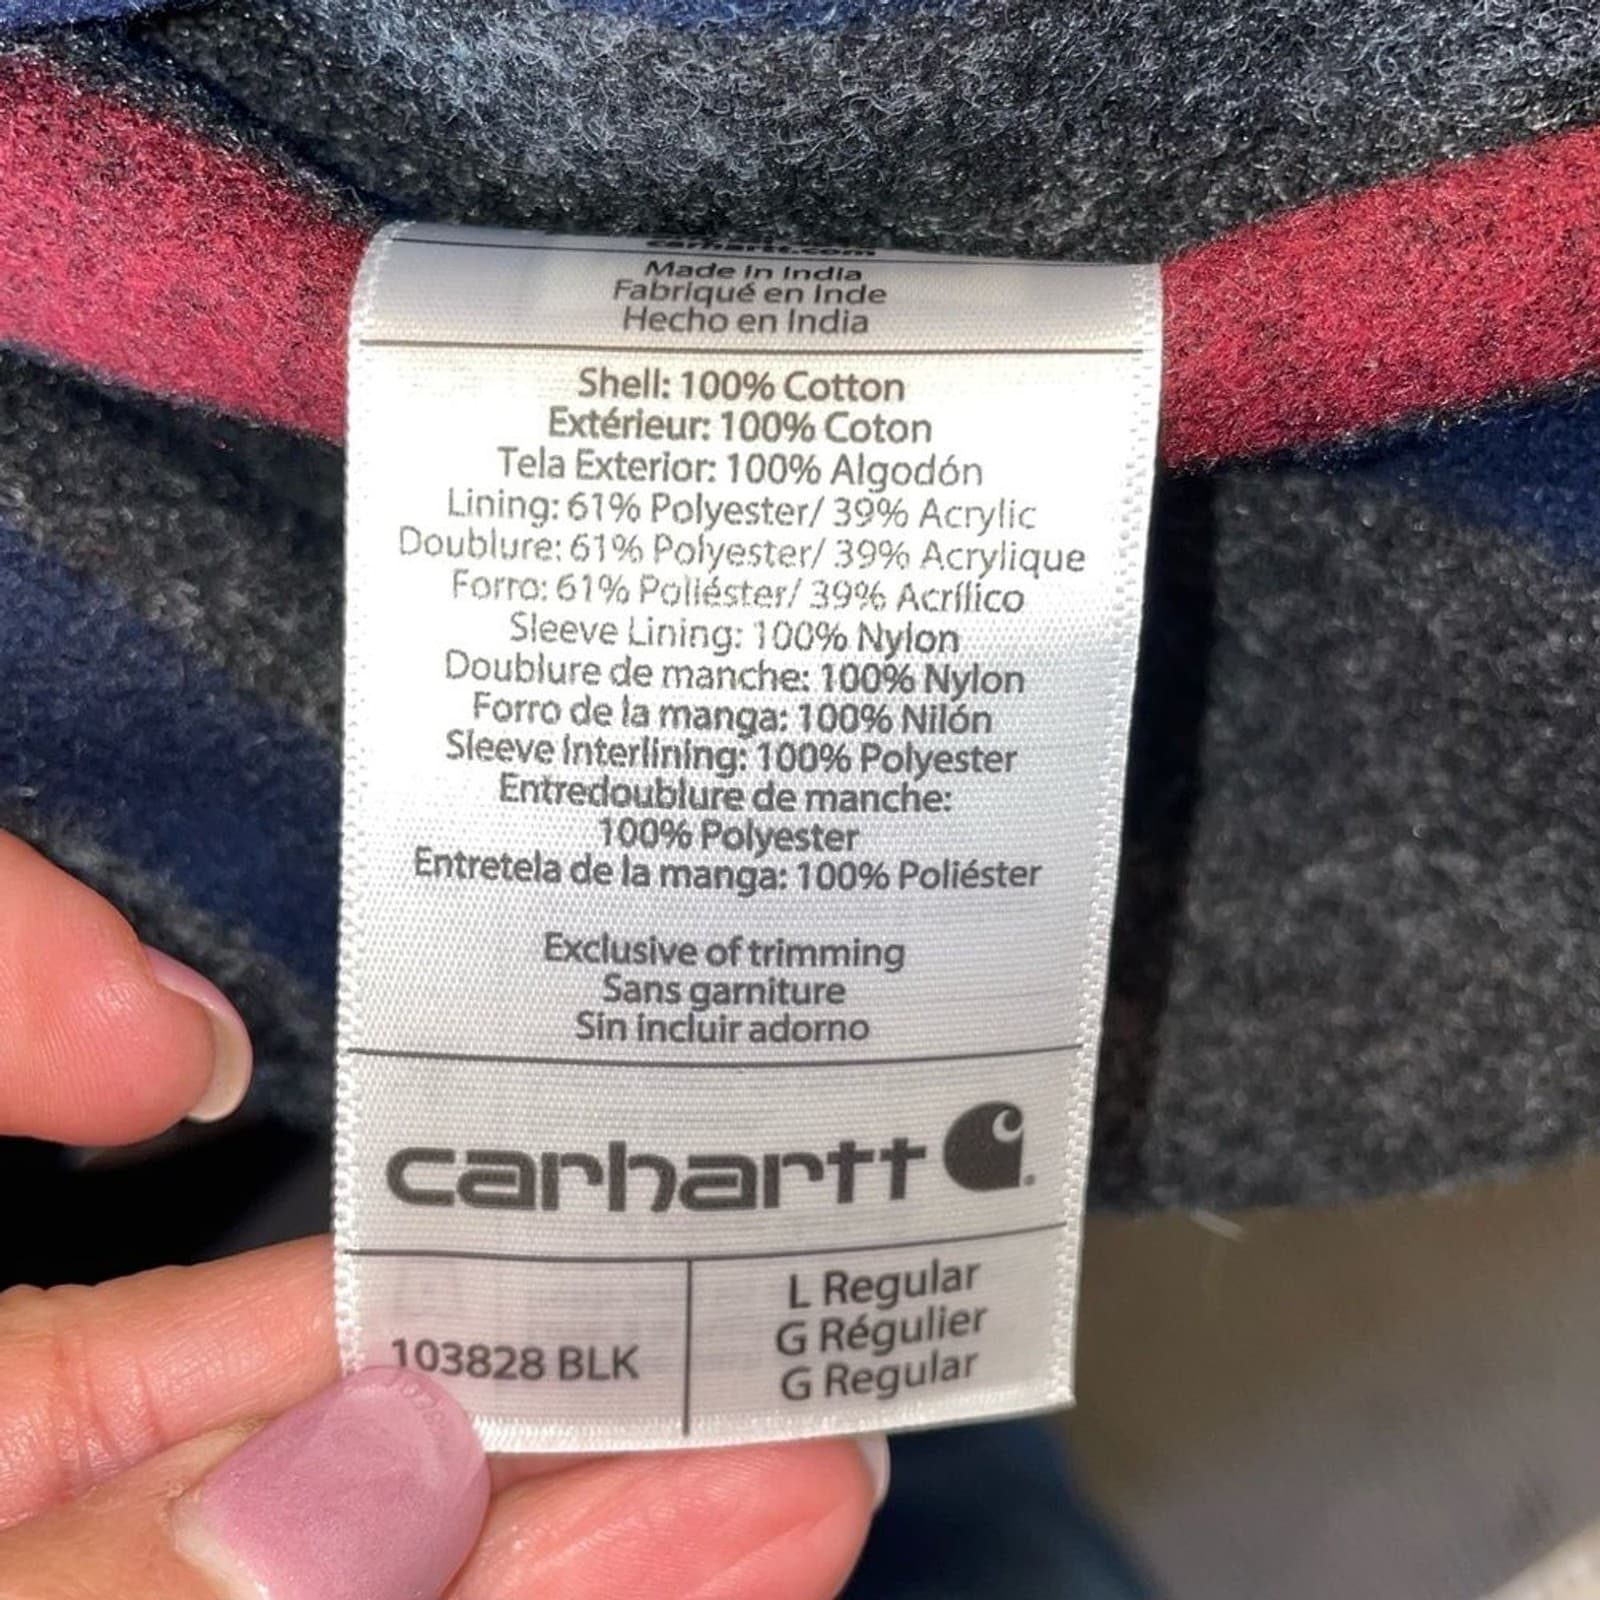 carhartt.com
Made In India
Fabriqué en Inde
Hecho en India
Shell: 100% Cotton
Extérieur: 100% Coton
Tela Exterior: 100% Algodón
Lining: 61% Polyester/ 39% Acrylic
Doublure: 61% Polyester/ 39% Acrylique
Forro: 61% Poliéster/ 39% Acrílico
Sleeve Lining: 100% Nylon
Doublure de manche: 100% Nylon
Forro de la manga: 100% Nilón
Sleeve Interlining: 100% Polyester
Entredoublure de manche:
100% Polyester
Entretela de la manga: 100% Poliéster
Exclusive of trimming
Sans garniture
Sin incluir adorno
carhartt
103828 BLK
L Regular
G Régulier
G Regular